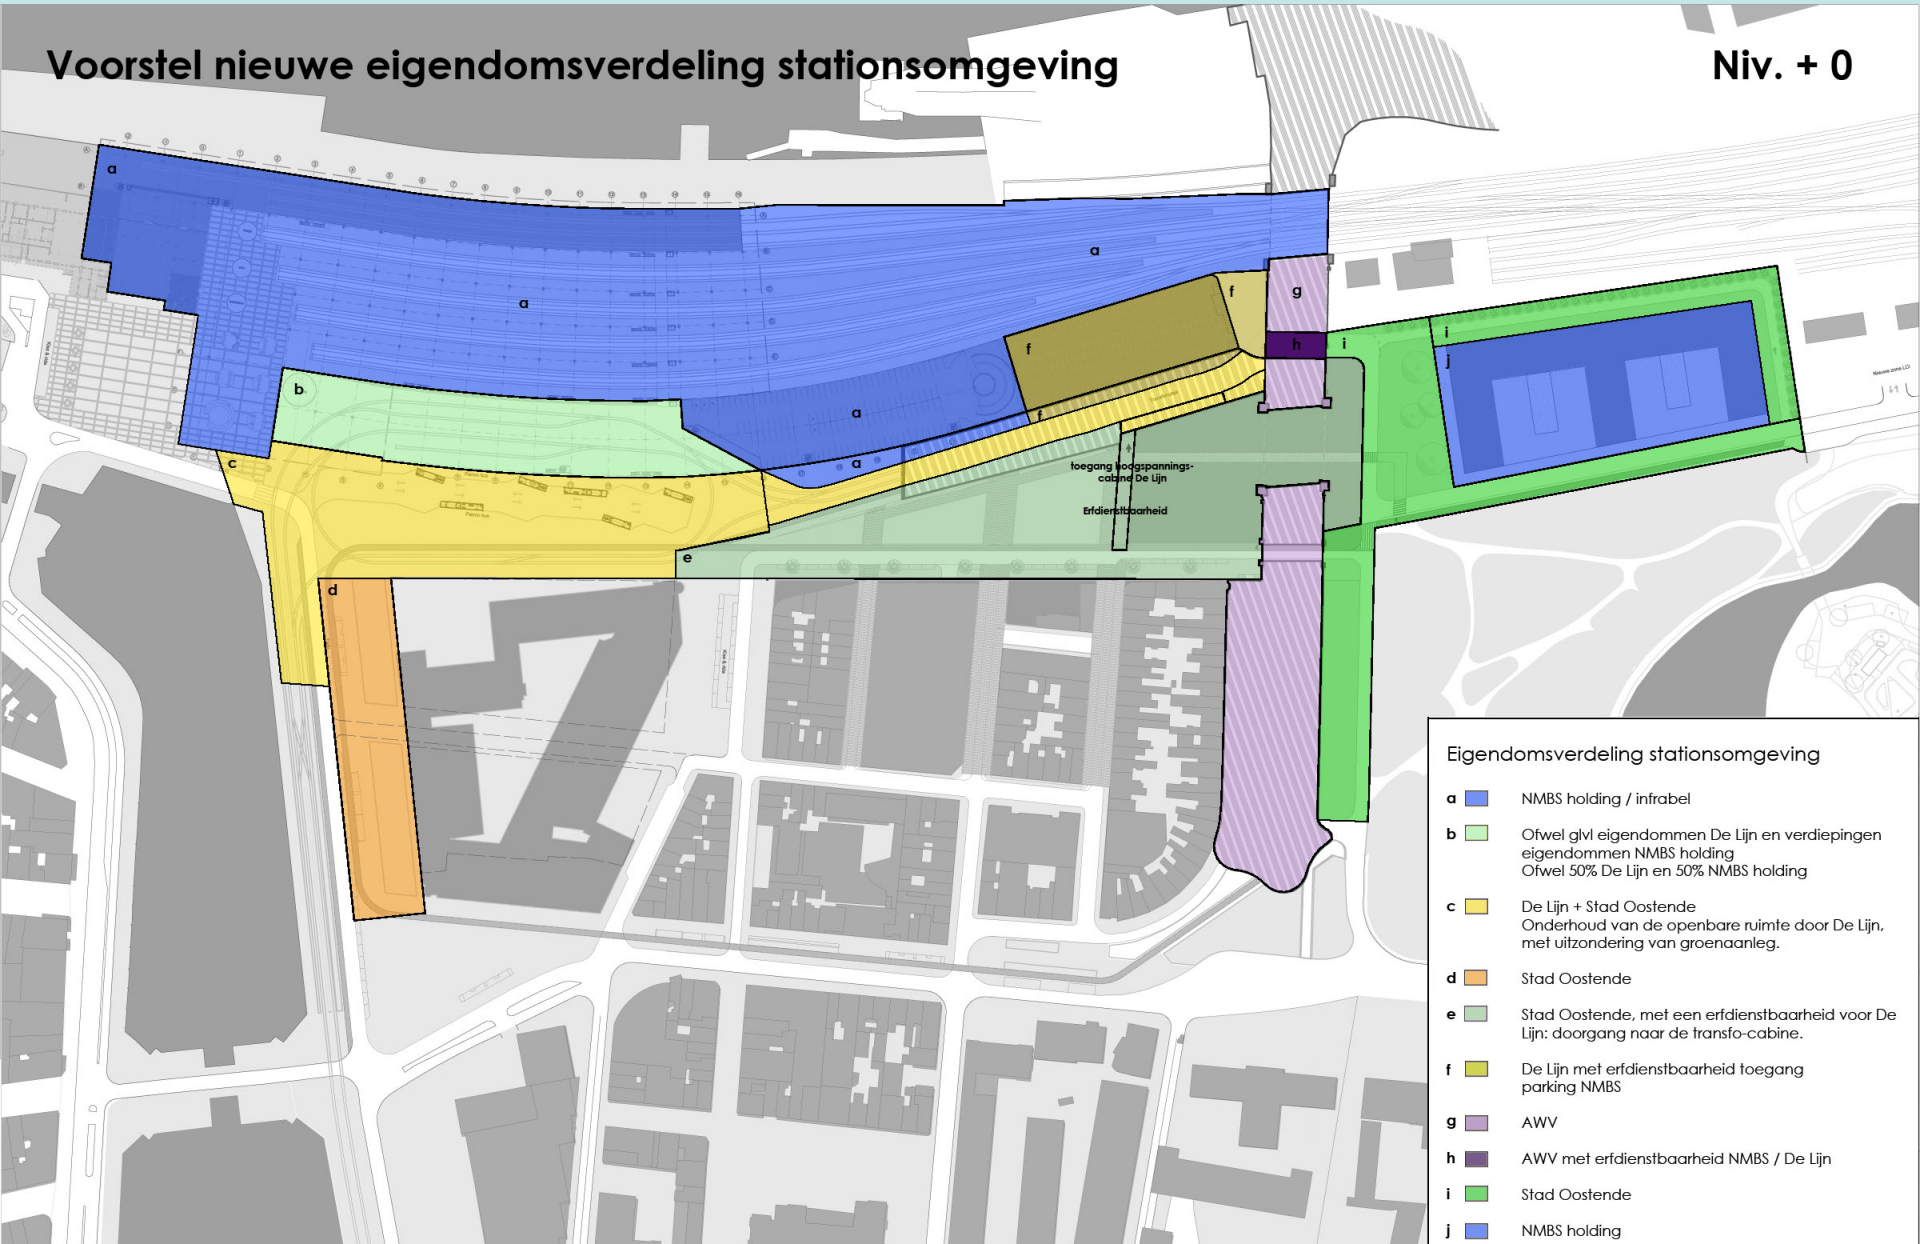 Voorstel nieuwe eigendomsverdeling stationsomgeving
Niv. + 0
a
a
a
f
g
b
f
h
i
i
j
a
f
a
c
toegang hoogspannings-
cabine De Lijn
Erfdienstbaarheid
e
d
Eigendomsverdeling stationsomgeving
a NMBS holding / infrabel
b Ofwel glvl eigendommen De Lijn en verdiepingen
eigendommen NMBS holding
Ofwel 50% De Lijn en 50% NMBS holding
c De Lijn + Stad Oostende
Onderhoud van de openbare ruimte door De Lijn,
met uitzondering van groenaanleg.
d Stad Oostende
e Stad Oostende, met een erfdienstbaarheid voor De
Lijn: doorgang naar de transfo-cabine.
f De Lijn met erfdienstbaarheid toegang
parking NMBS
g AWV
h AWV met erfdienstbaarheid NMBS / De Lijn
i Stad Oostende
j NMBS holding